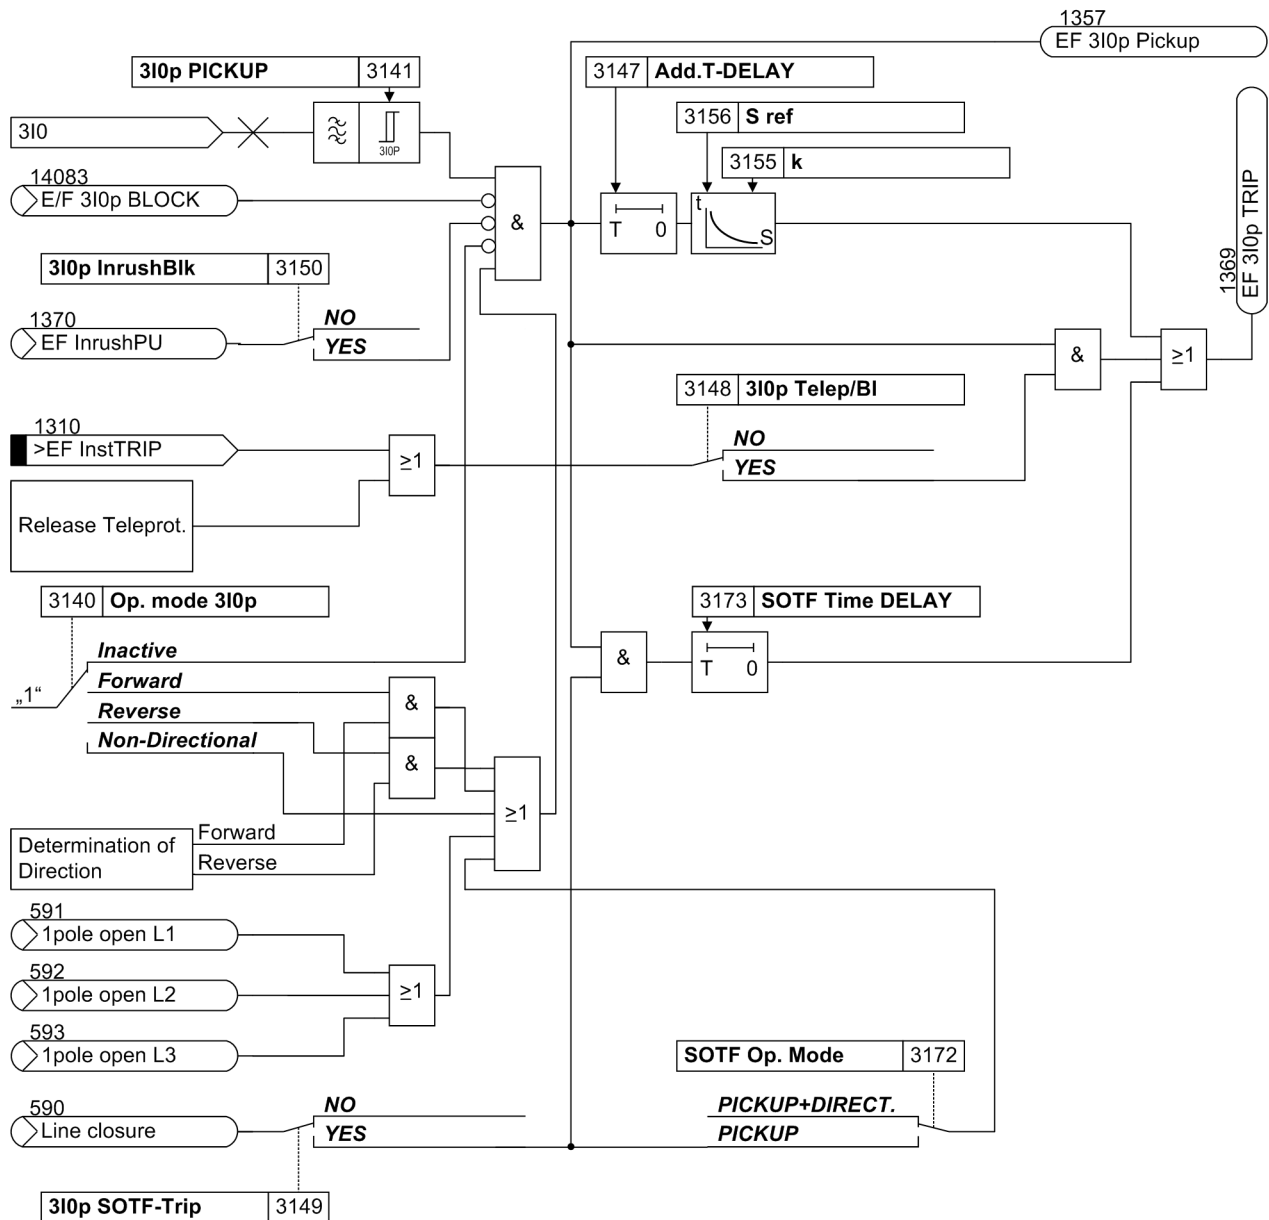 1357
EF 3I0p Pickup
3I0p PICKUP 3141
3147 Add.T-DELAY
3156 S ref
3I0
3I0P
3155 k
14083
E/F 3I0p BLOCK
&
T 0
t
S
1369
EF 3I0p TRIP
3I0p InrushBlk 3150
1370
EF InrushPU
NO
YES
&
≥1
3148 3I0p Telep/BI
1310
>EF InstTRIP
≥1
NO
YES
Release Teleprot.
3140 Op. mode 3I0p
3173 SOTF Time DELAY
Inactive
Forward
Reverse
Non-Directional
„1“
&
&
&
T 0
≥1
Determination of
Direction
Forward
Reverse
591
1pole open L1
592
1pole open L2
≥1
593
1pole open L3
SOTF Op. Mode 3172
590
Line closure
NO
YES
PICKUP+DIRECT.
PICKUP
3I0p SOTF-Trip 3149